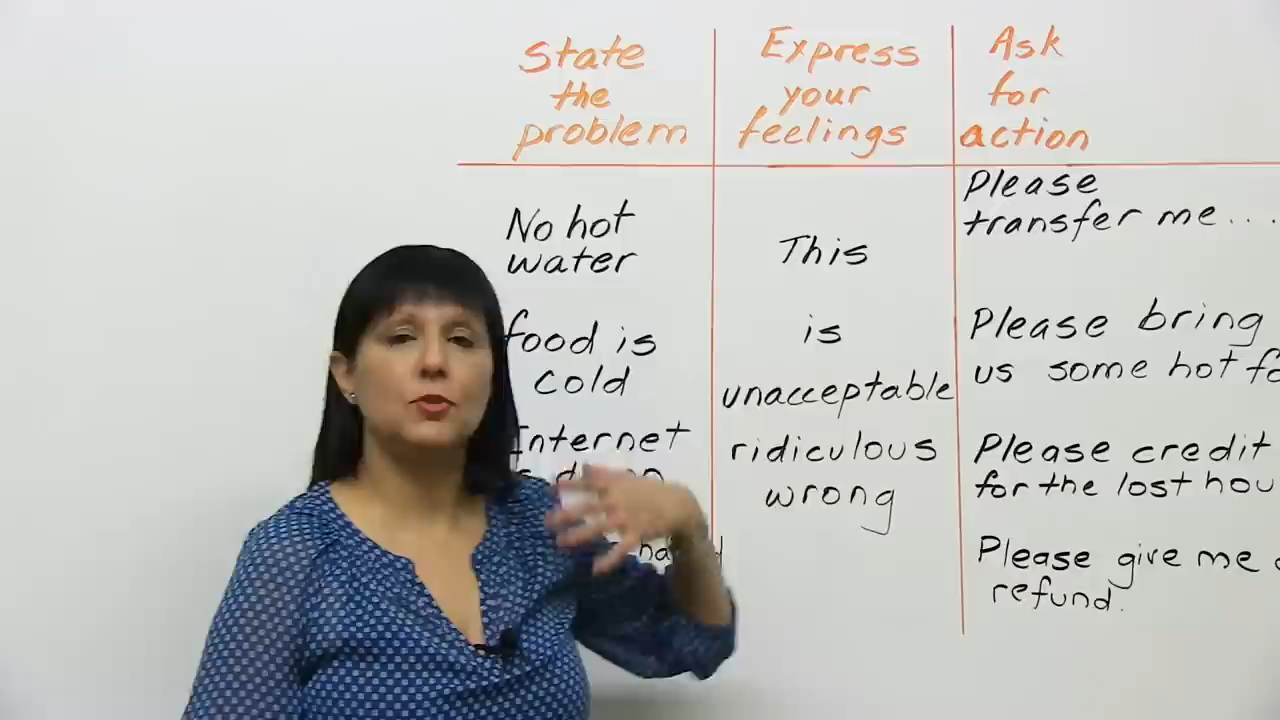 State
the
problem
Express
your
feelings
Ask
for
action
No hot
water
food is
cold
Internet
This
is
unacceptable
ridiculous
wrong
Please
transfer me...
Please bring
us some hot
Please credit
for the lost
Please give me
refund.